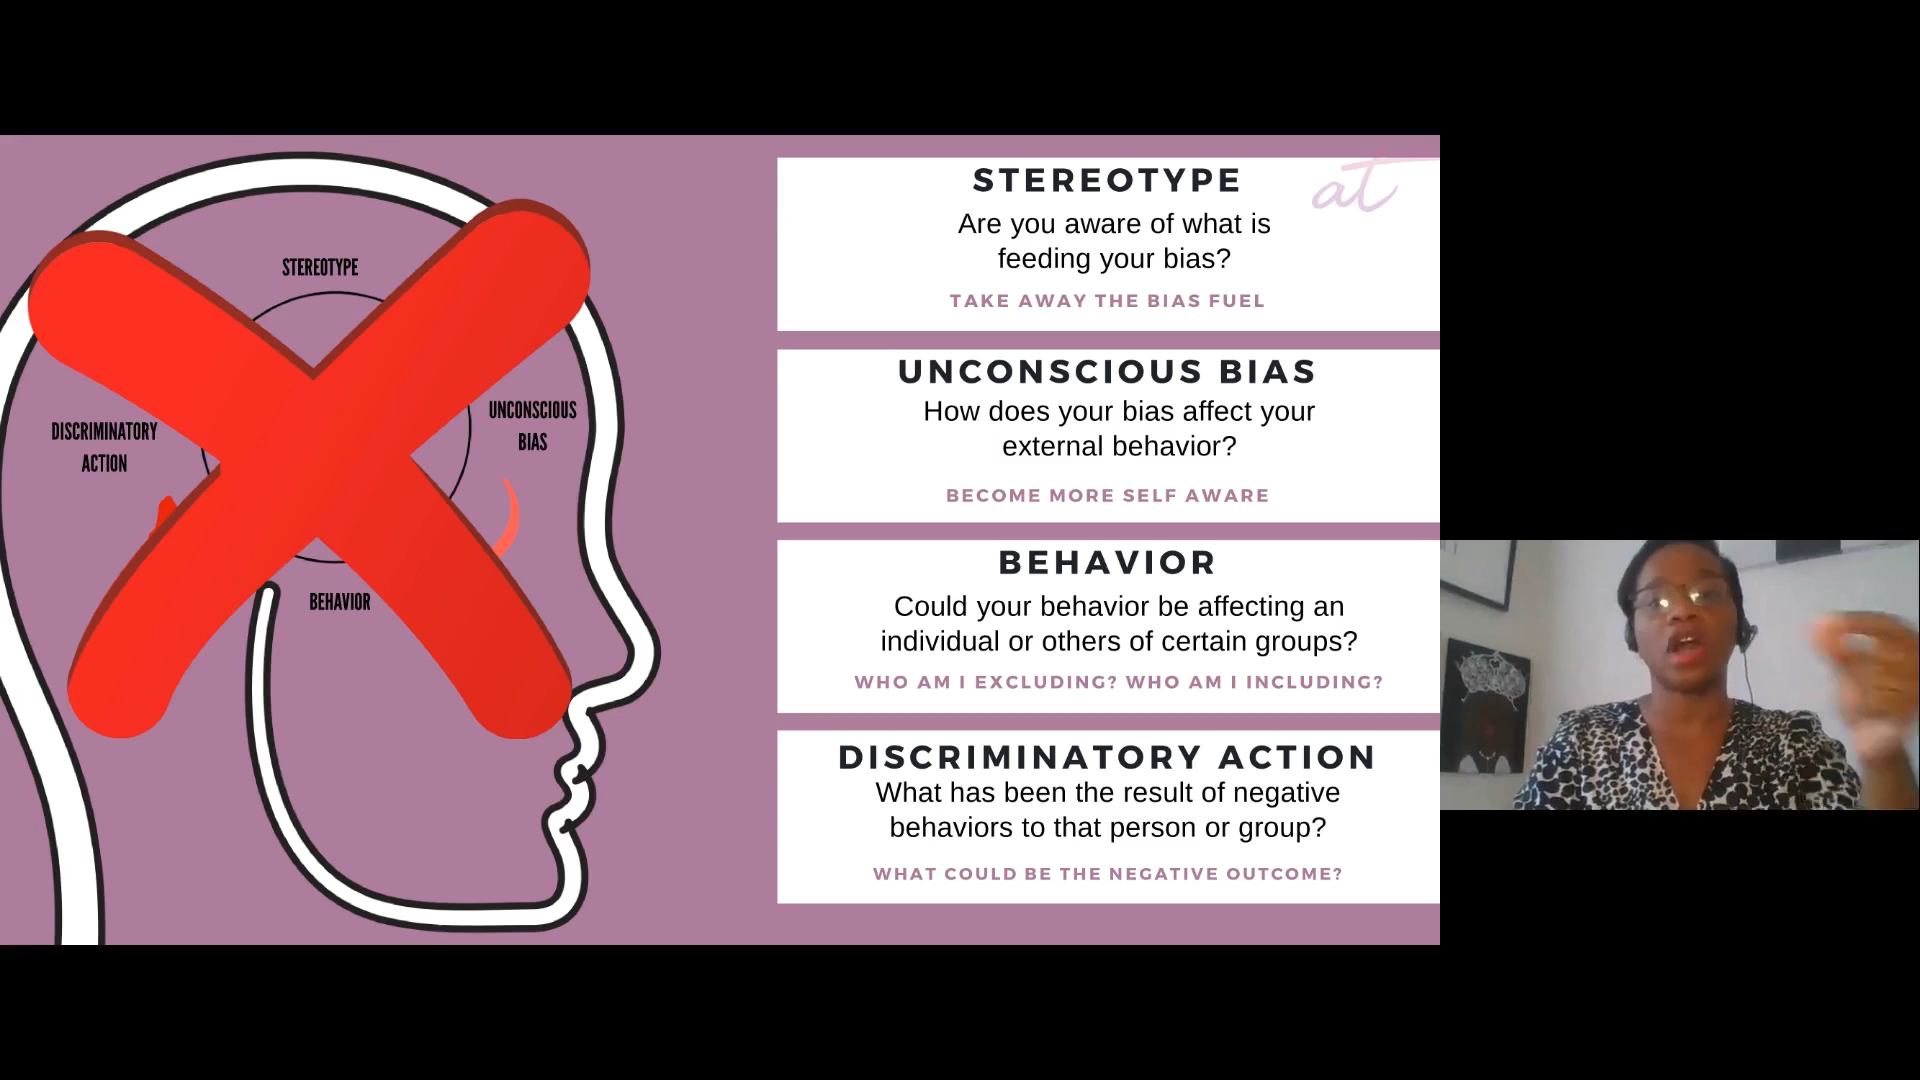 STEREOTYPE
DISCRIMINATORY
ACTION
UNCONSCIOUS
BIAS
BEHAVIOR
STEREOTYPE
at
Are you aware of what is
feeding your bias?
TAKE AWAY THE BIAS FUEL
UNCONSCIOUS BIAS
How does your bias affect your
external behavior?
BECOME MORE SELF AWARE
BEHAVIOR
Could your behavior be affecting an
individual or others of certain groups?
WHO AM I EXCLUDING? WHO AM I INCLUDING?
DISCRIMINATORY ACTION
What has been the result of negative
behaviors to that person or group?
WHAT COULD BE THE NEGATIVE OUTCOME?